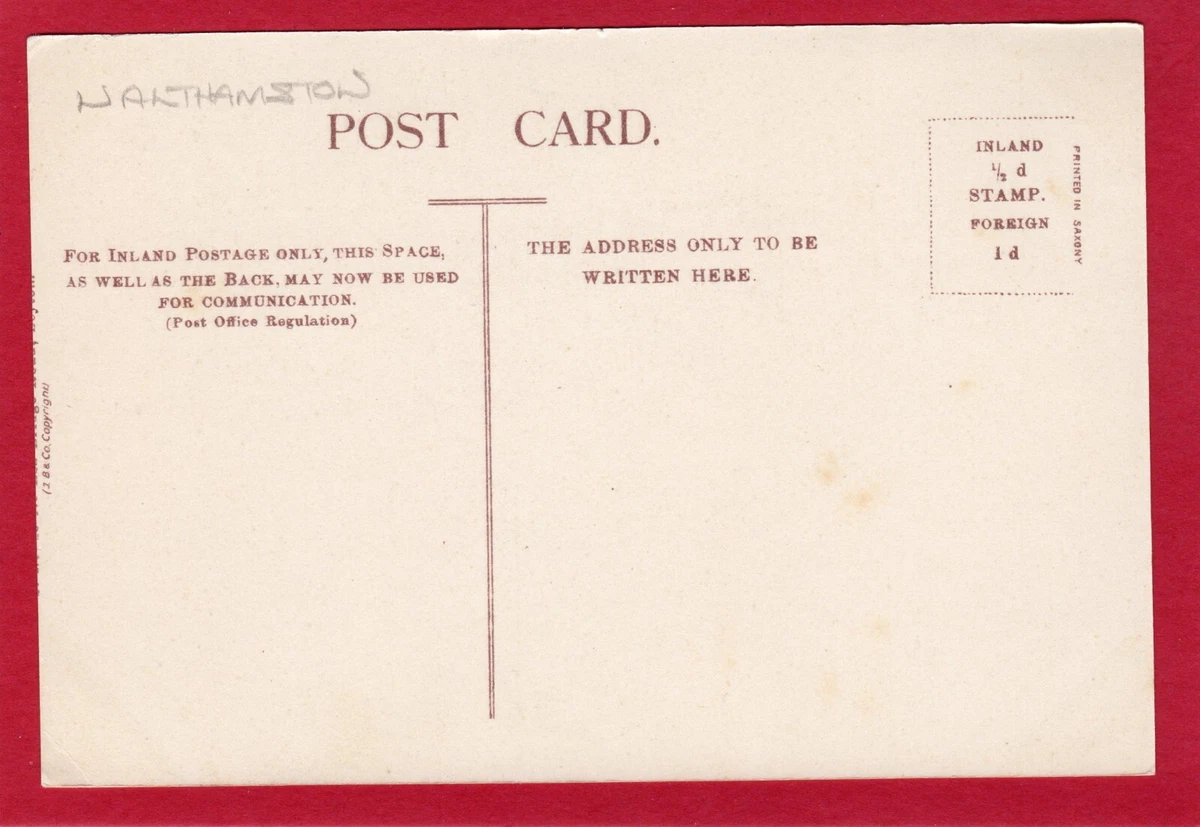 WALTHAMSTOW
POST CARD.
INLAND
½ d
STAMP.
FOREIGN
1 d
PRINTED IN SAXONY
FOR INLAND POSTAGE ONLY, THIS SPACE,
AS WELL AS THE BACK, MAY NOW BE USED
FOR COMMUNICATION.
(Post Office Regulation)
THE ADDRESS ONLY TO BE
WRITTEN HERE.
B & Co. Copyright)